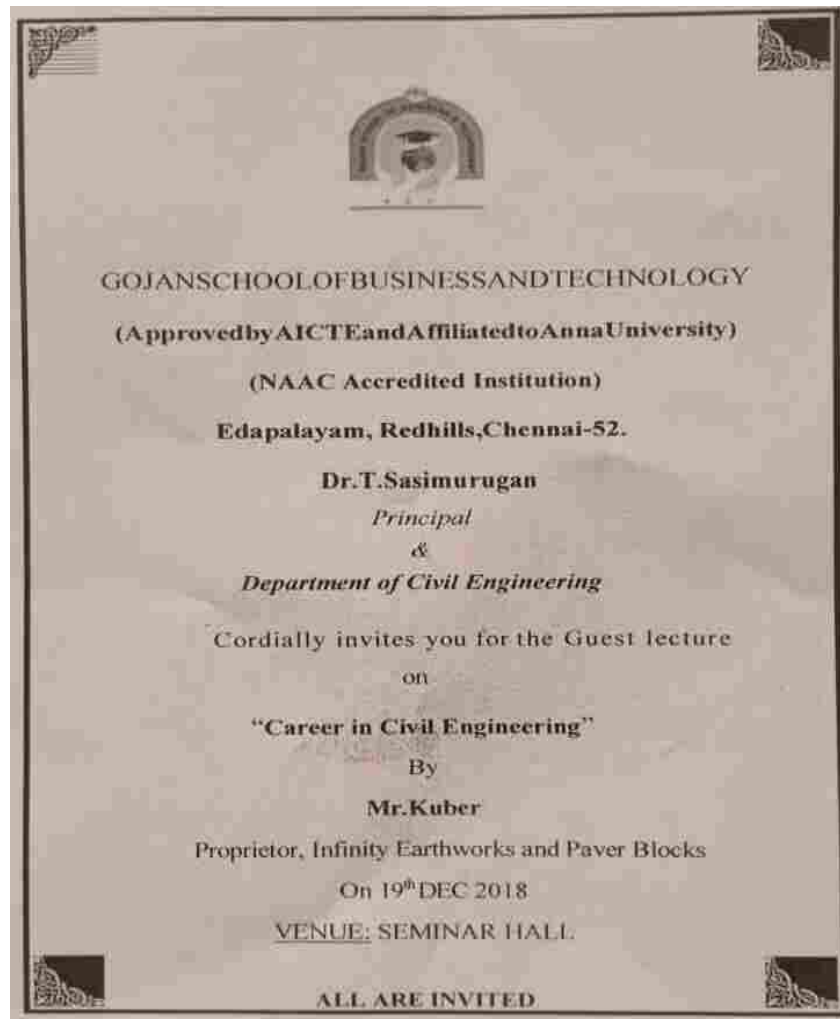 GOJANSCHOOLOFBUSINESSANDTECHNOLOGY
(ApprovedbyAICTEandAffiliatedtoAnnaUniversity)
(NAAC Accredited Institution)
Edapalayam, Redhills,Chennai-52.
Dr.T.Sasimurugan
Principal
&
Department of Civil Engineering
Cordially invites you for the Guest lecture
on
“Career in Civil Engineering”
By
Mr.Kuber
Proprietor, Infinity Earthworks and Paver Blocks
On 19th DEC 2018
VENUE: SEMINAR HALL
ALL ARE INVITED